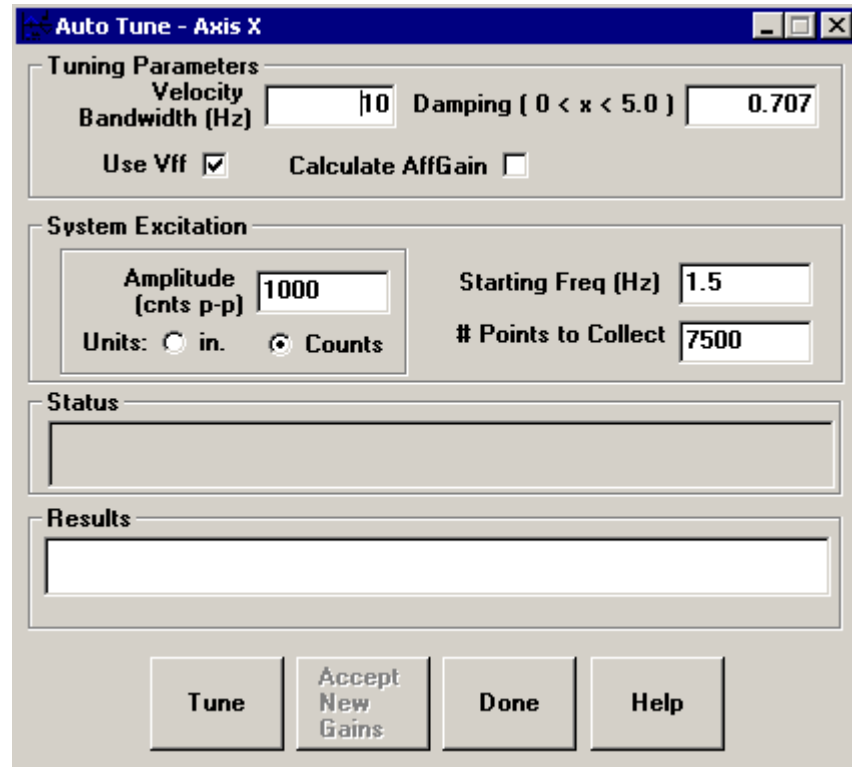 Auto Tune - Axis X
Tuning Parameters
Velocity
Bandwidth (Hz) 10 Damping ( 0 < x < 5.0 ) 0.707
Use Vff Calculate AffGain
System Excitation
Amplitude
(cnts p-p) 1000
Starting Freq (Hz) 1.5
Units: in. Counts
# Points to Collect 7500
Status
Results
Tune
Accept
New
Gains
Done
Help